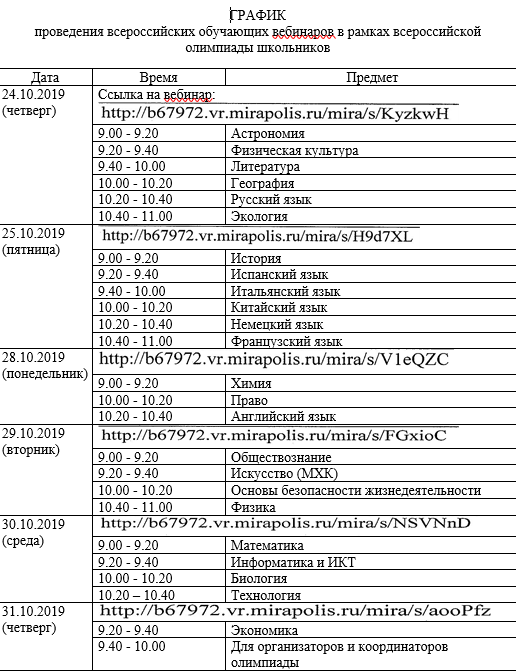 ГРАФИК
проведения всероссийских обучающих вебинаров в рамках всероссийской
олимпиады школьников
Дата Время Предмет
24.10.2019 Ссылка на вебинар:
(четверг) http://b67972.vr.mirapolis.ru/mira/s/KyzkwH
9.00 - 9.20 Астрономия
9.20 - 9.40 Физическая культура
9.40 - 10.00 Литература
10.00 - 10.20 География
10.20 - 10.40 Русский язык
10.40 - 11.00 Экология
25.10.2019 http://b67972.vr.mirapolis.ru/mira/s/H9d7XL
(пятница)
9.00 - 9.20 История
9.20 - 9.40 Испанский язык
9.40 - 10.00 Итальянский язык
10.00 - 10.20 Китайский язык
10.20 - 10.40 Немецкий язык
10.40 - 11.00 Французский язык
28.10.2019 http://b67972.vr.mirapolis.ru/mira/s/V1eQZC
(понедельник)
9.00 - 9.20 Химия
10.00 - 10.20 Право
10.20 - 10.40 Английский язык
29.10.2019 http://b67972.vr.mirapolis.ru/mira/s/FGxioC
(вторник)
9.00 - 9.20 Обществознание
9.20 - 9.40 Искусство (МХК)
10.00 - 10.20 Основы безопасности жизнедеятельности
10.40 - 11.00 Физика
30.10.2019 http://b67972.vr.mirapolis.ru/mira/s/NSVNnD
(среда)
9.00 - 9.20 Математика
9.20 - 9.40 Информатика и ИКТ
10.00 - 10.20 Биология
10.20 – 10.40 Технология
31.10.2019 http://b67972.vr.mirapolis.ru/mira/s/aooPfz
(четверг)
9.20 - 9.40 Экономика
9.40 - 10.00 Для организаторов и координаторов
олимпиады